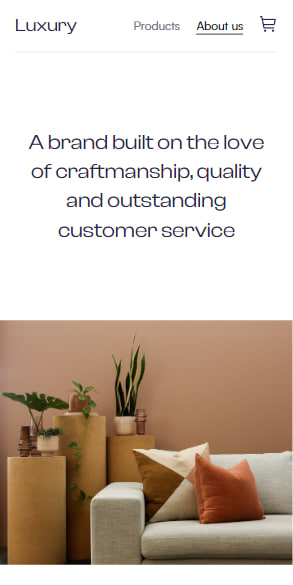 Luxury Products About us
A brand built on the love
of craftmanship, quality
and outstanding
customer service